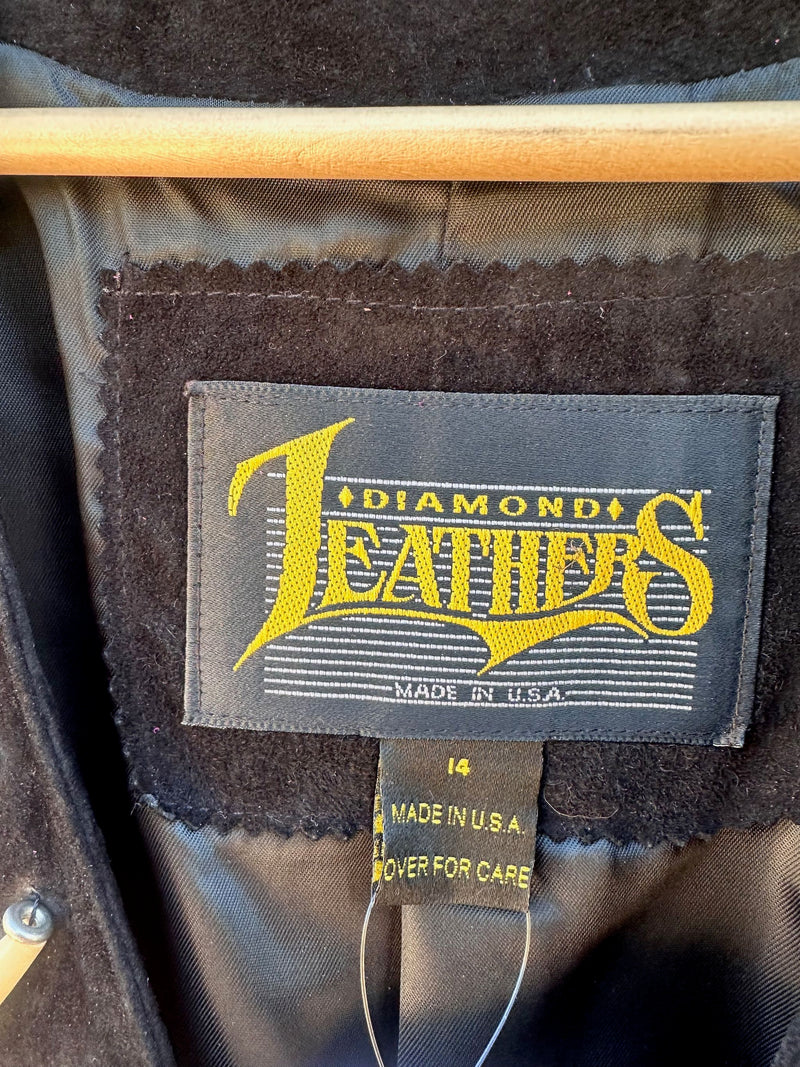 ♦DIAMOND♦
LEATHERS
MADE IN U.S.A.
14
MADE IN U.S.A.
OVER FOR CARE